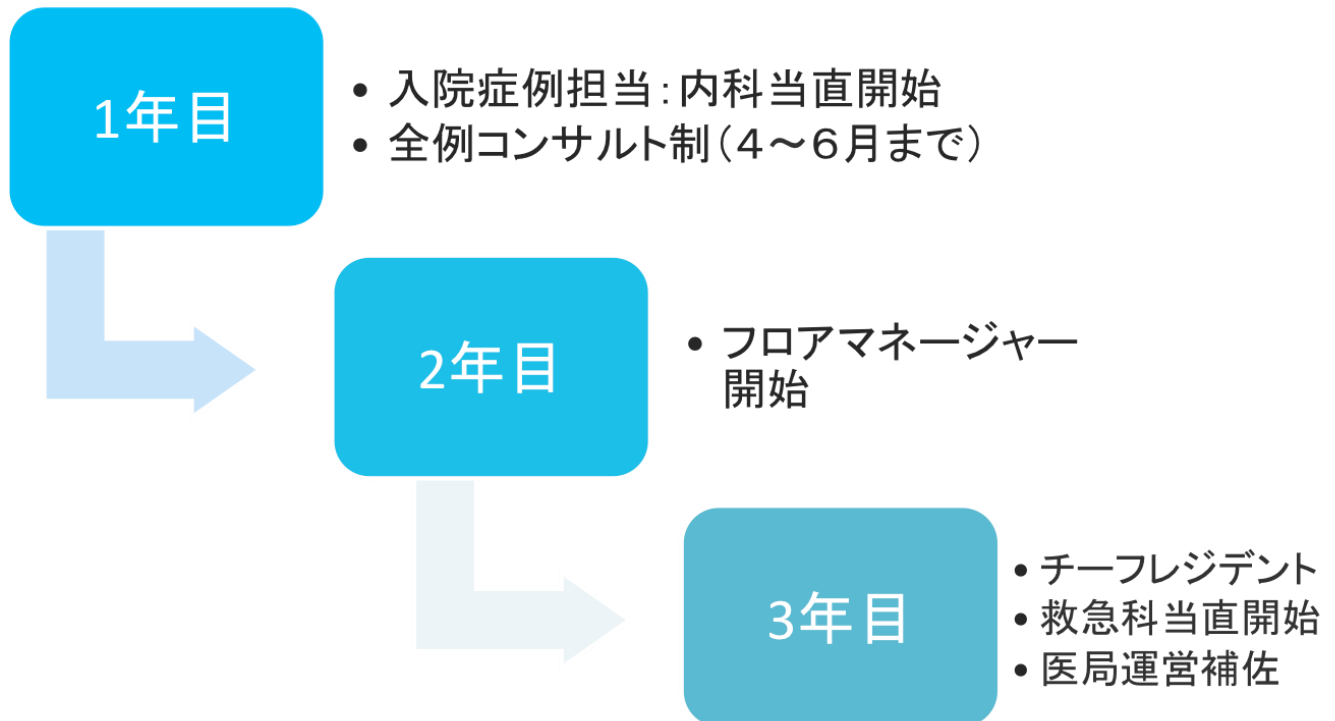 1年目
• 入院症例担当：内科当直開始
• 全例コンサルト制（４～６月まで）
2年目
• フロアマネージャー
開始
3年目
• チーフレジデント
• 救急科当直開始
• 医局運営補佐